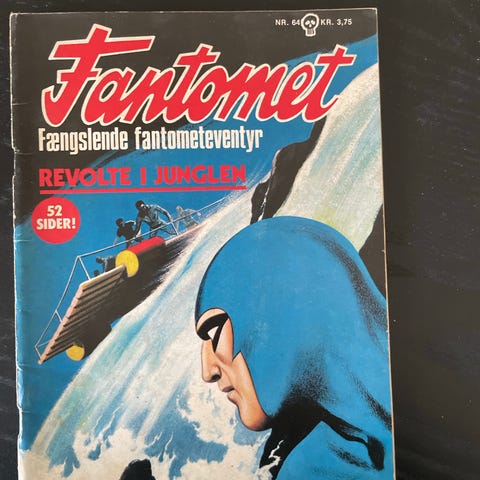 NR. 64 KR. 3,75
Fantomet
Fængslende fantometeventyr
REVOLTE I JUNGLEN
52
SIDER!